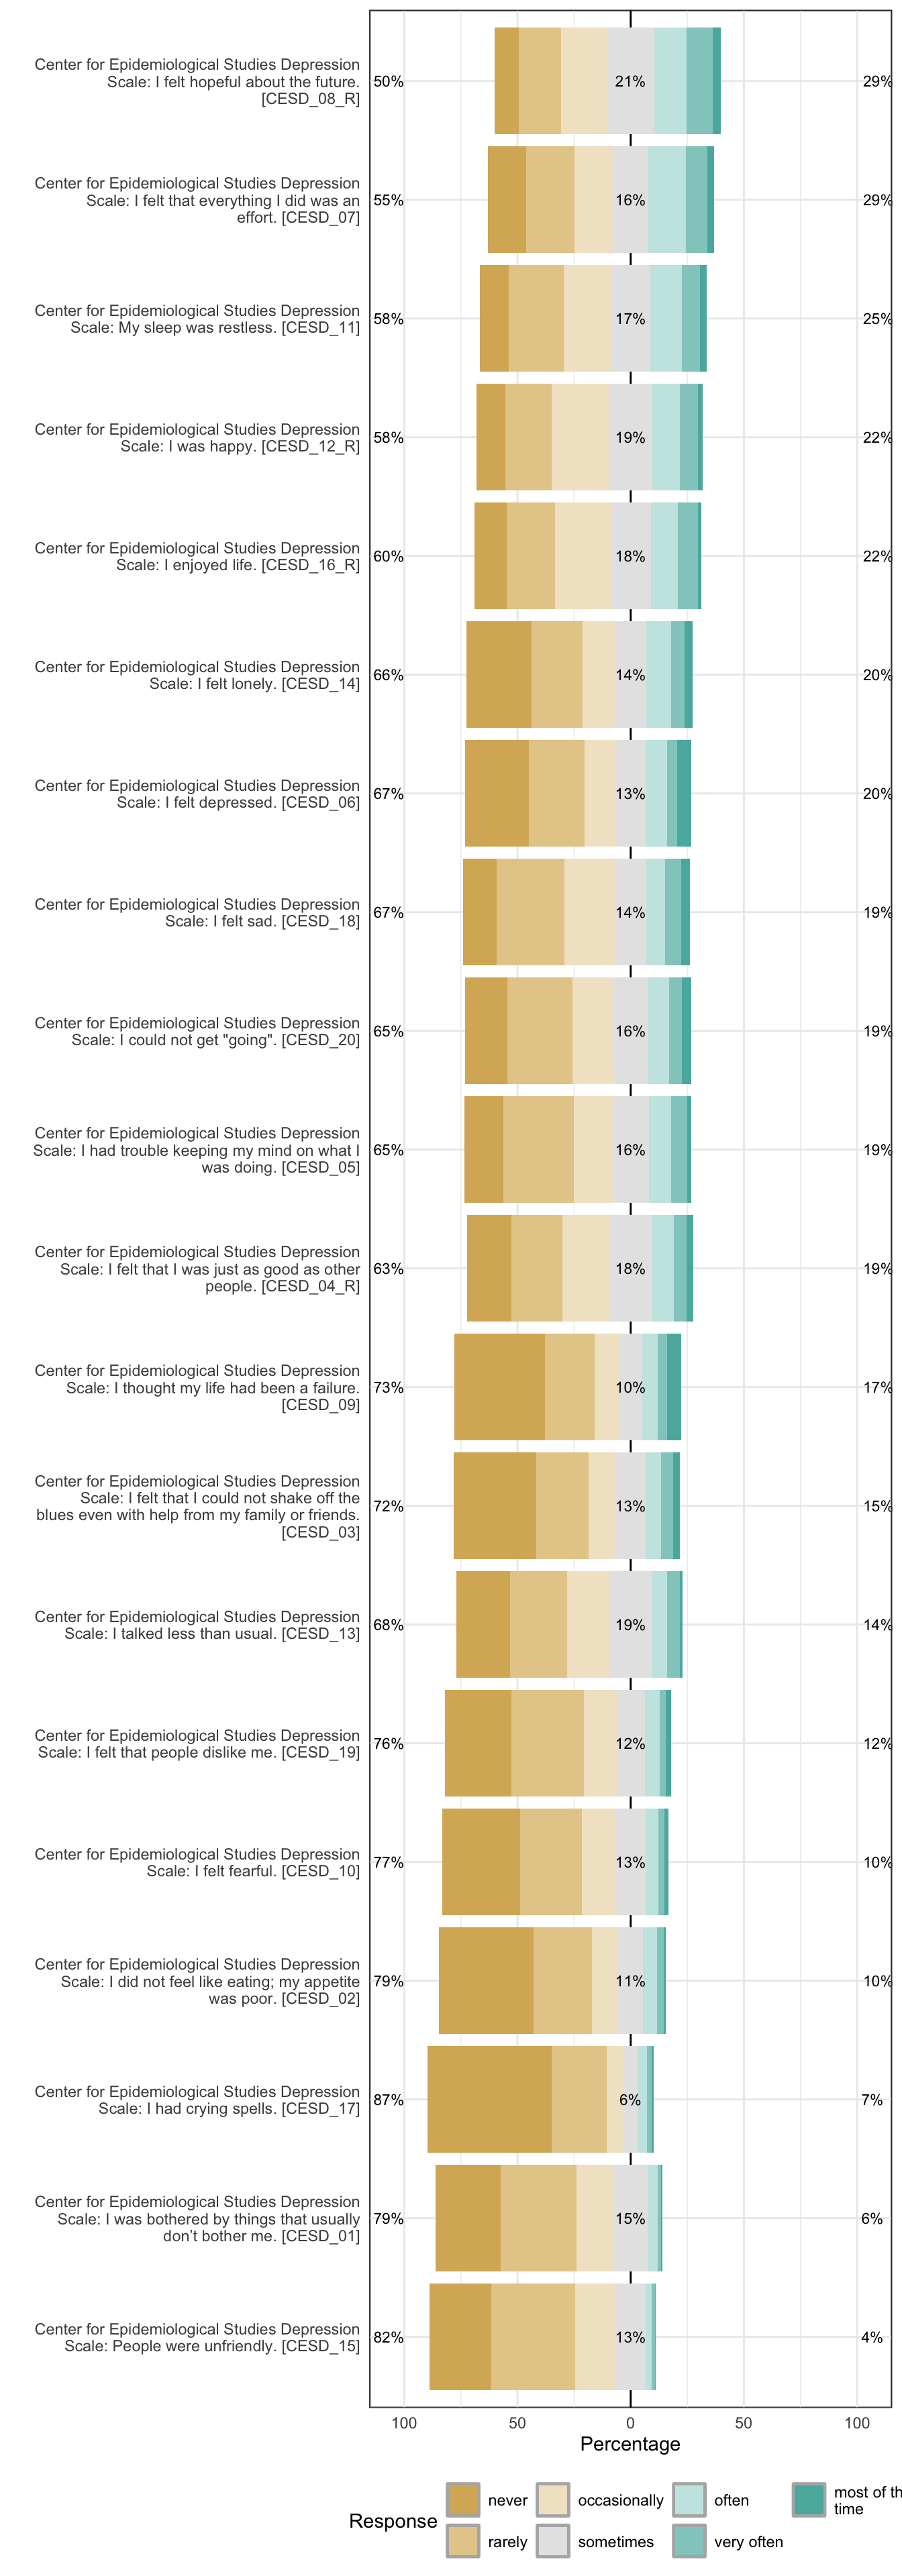 Center for Epidemiological Studies Depression
Scale: I felt hopeful about the future.
[CESD_08_R]
50%
21%
29%
Center for Epidemiological Studies Depression
Scale: I felt that everything I did was an
effort. [CESD_07]
55%
16%
29%
Center for Epidemiological Studies Depression
Scale: My sleep was restless. [CESD_11]
58%
17%
25%
Center for Epidemiological Studies Depression
Scale: I was happy. [CESD_12_R]
58%
19%
22%
Center for Epidemiological Studies Depression
Scale: I enjoyed life. [CESD_16_R]
60%
18%
22%
Center for Epidemiological Studies Depression
Scale: I felt lonely. [CESD_14]
66%
14%
20%
Center for Epidemiological Studies Depression
Scale: I felt depressed. [CESD_06]
67%
13%
20%
Center for Epidemiological Studies Depression
Scale: I felt sad. [CESD_18]
67%
14%
19%
Center for Epidemiological Studies Depression
Scale: I could not get "going". [CESD_20]
65%
16%
19%
Center for Epidemiological Studies Depression
Scale: I had trouble keeping my mind on what I
was doing. [CESD_05]
65%
16%
19%
Center for Epidemiological Studies Depression
Scale: I felt that I was just as good as other
people. [CESD_04_R]
63%
18%
19%
Center for Epidemiological Studies Depression
Scale: I thought my life had been a failure.
[CESD_09]
73%
10%
17%
Center for Epidemiological Studies Depression
Scale: I felt that I could not shake off the
blues even with help from my family or friends.
[CESD_03]
72%
13%
15%
Center for Epidemiological Studies Depression
Scale: I talked less than usual. [CESD_13]
68%
19%
14%
Center for Epidemiological Studies Depression
Scale: I felt that people dislike me. [CESD_19]
76%
12%
12%
Center for Epidemiological Studies Depression
Scale: I felt fearful. [CESD_10]
77%
13%
10%
Center for Epidemiological Studies Depression
Scale: I did not feel like eating; my appetite
was poor. [CESD_02]
79%
11%
10%
Center for Epidemiological Studies Depression
Scale: I had crying spells. [CESD_17]
87%
6%
7%
Center for Epidemiological Studies Depression
Scale: I was bothered by things that usually
don’t bother me. [CESD_01]
79%
15%
6%
Center for Epidemiological Studies Depression
Scale: People were unfriendly. [CESD_15]
82%
13%
4%
100 50 0 50 100
Percentage
Response
never
occasionally
often
most of th
time
rarely
sometimes
very often